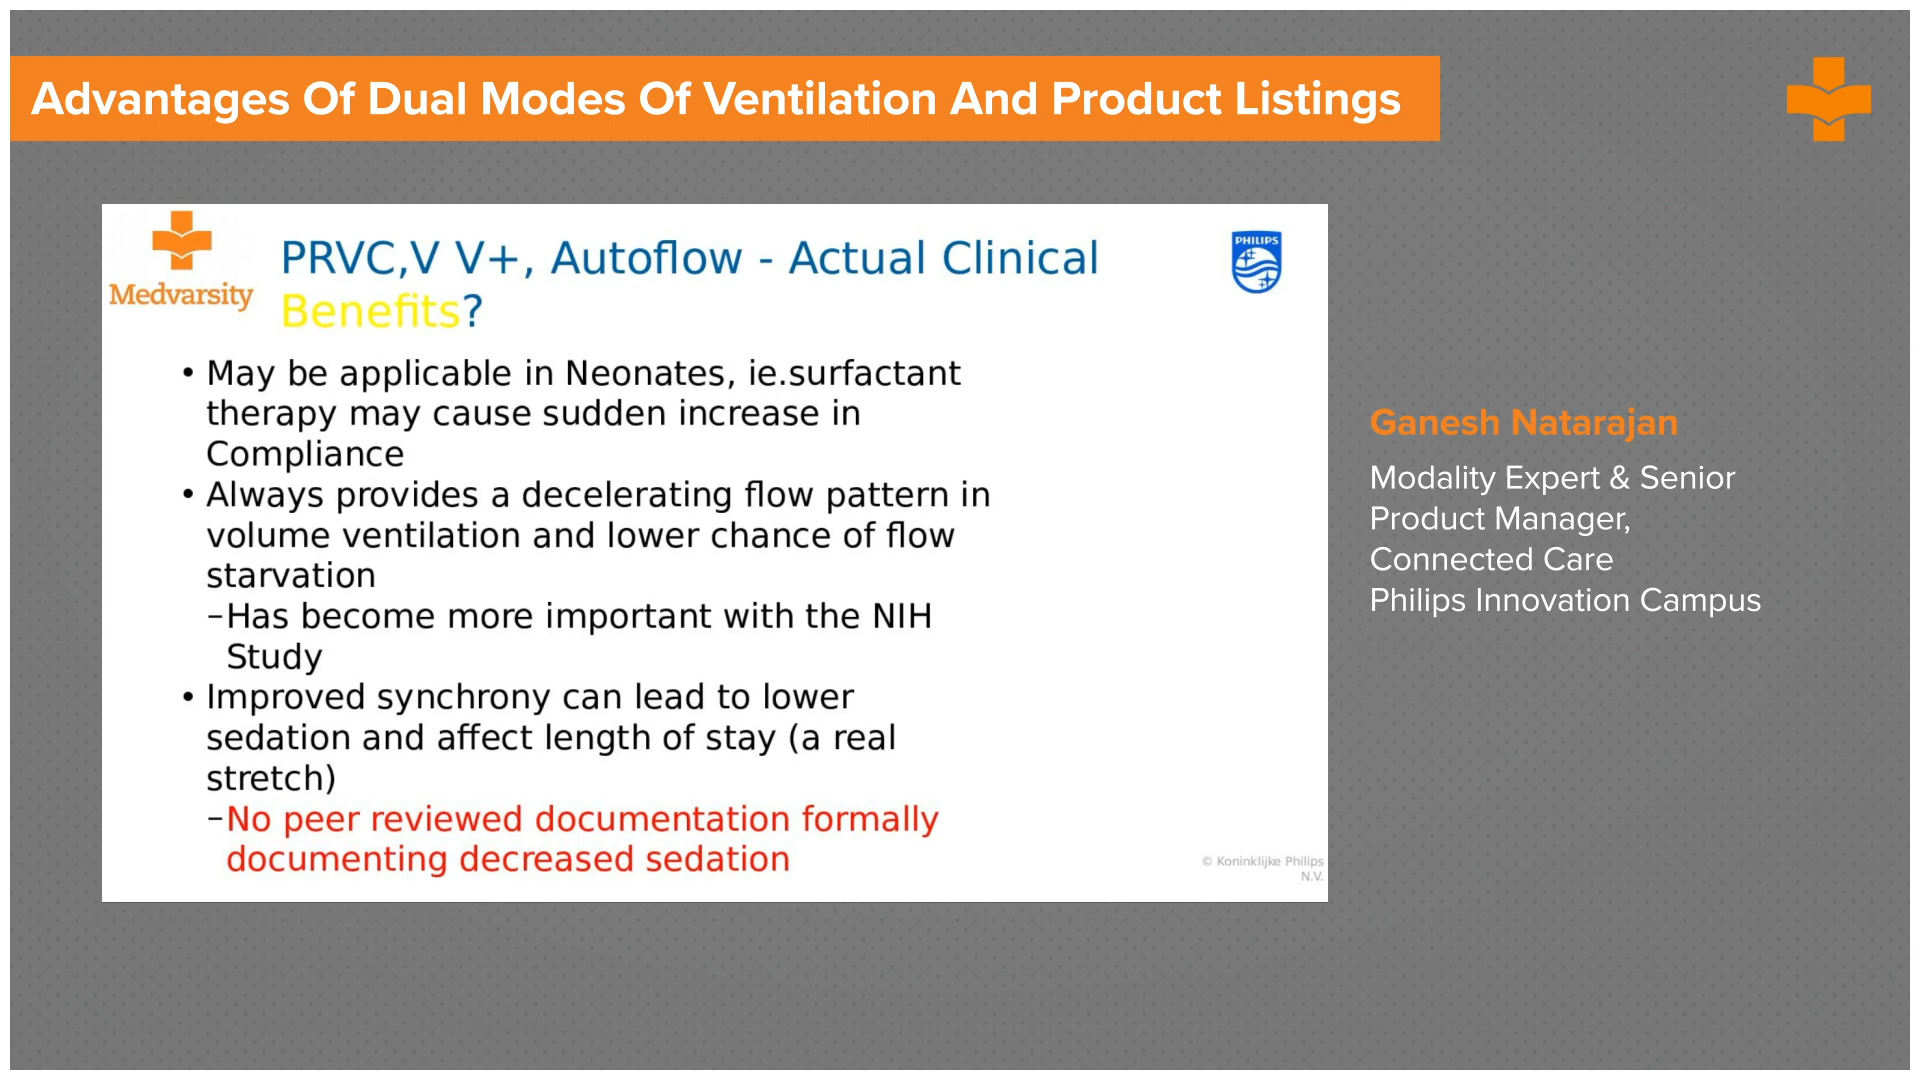 Advantages Of Dual Modes Of Ventilation And Product Listings
Medvarsity
PRVC,V V+, Autoflow - Actual Clinical
Benefits?
PHILIPS
• May be applicable in Neonates, ie.surfactant
therapy may cause sudden increase in
Compliance
• Always provides a decelerating flow pattern in
volume ventilation and lower chance of flow
starvation
–Has become more important with the NIH
Study
• Improved synchrony can lead to lower
sedation and affect length of stay (a real
stretch)
–No peer reviewed documentation formally
documenting decreased sedation
© Koninklijke Philips
N.V.
Ganesh Natarajan
Modality Expert & Senior
Product Manager,
Connected Care
Philips Innovation Campus